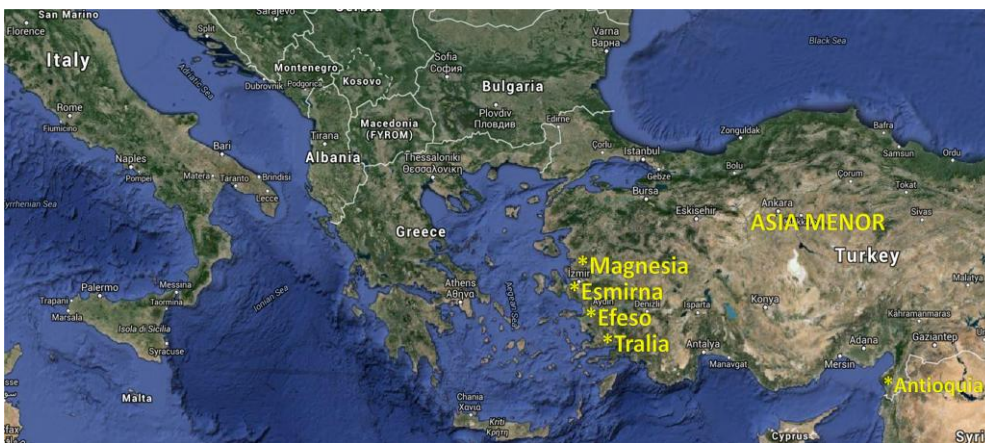 San Marino
Florence
Italy
Rome
Fiumicino
Naples
Pompei
Split
Sarajevo
Adriatic Sea
Dubrovnik
Montenegro
Podgorica
Kosovo
Sofia
София
Bulgaria
Plovdiv
Пловдив
Varna
Варна
Black Sea
Macedonia
(FYROM)
Tirana
Albania
Bari
Matera
Taranto
Brindisi
Lecce
Thessaloniki
Θεσσαλονίκη
Edirne
Çorlu
Istanbul
Gebze
Bursa
Zonguldak
Bolu
Bafra
Samsun
Ordu
Çorum
Tokat
Sivas
Eskişehir
Ankara
ASIA MENOR
Turkey
Greece
Athens
Αθήνα
Aegean Sea
Ionian Sea
Izmir
*Magnesia
*Esmirna
Aydın
Denizli
Isparta
Konya
*Efeso
*Tralia
Antalya
Manavgat
Mersin
Adana
Malatya
Kahramanmaraş
Gaziantep
*Antioquia
Palermo
Trapani
Marsala
Messina
Taormina
Isola di Sicilia
Syracuse
Malta
Chania
Χανιά
Kriti
Κρήτη
Cyprus